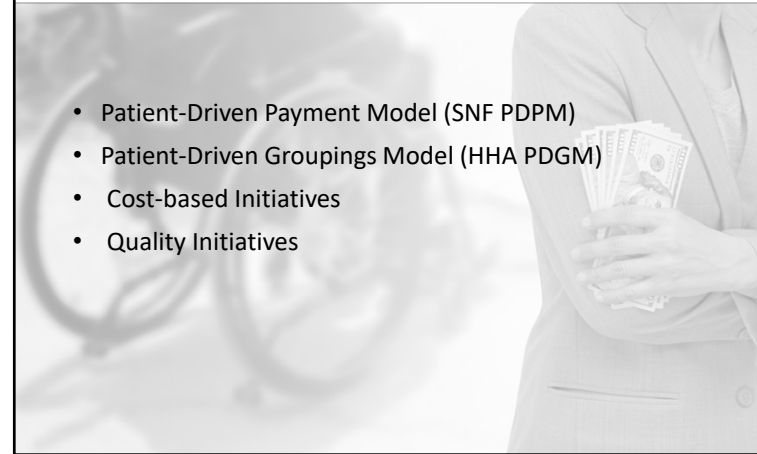 • Patient-Driven Payment Model (SNF PDPM)
• Patient-Driven Groupings Model (HHA PDGM)
• Cost-based Initiatives
• Quality Initiatives